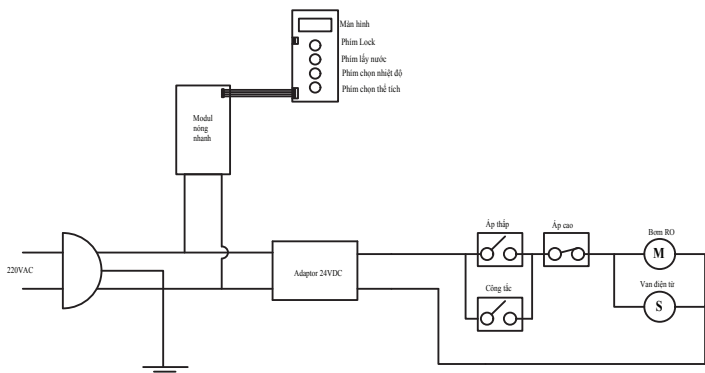 Màn hình
Phím Lock
Phím lấy nước
Phím chọn nhiệt độ
Phím chọn thể tích
Modul
nóng
nhanh
220VAC
Adaptor 24VDC
Áp thấp
Áp cao
Công tắc
Bơm RO
M
Van điện từ
S